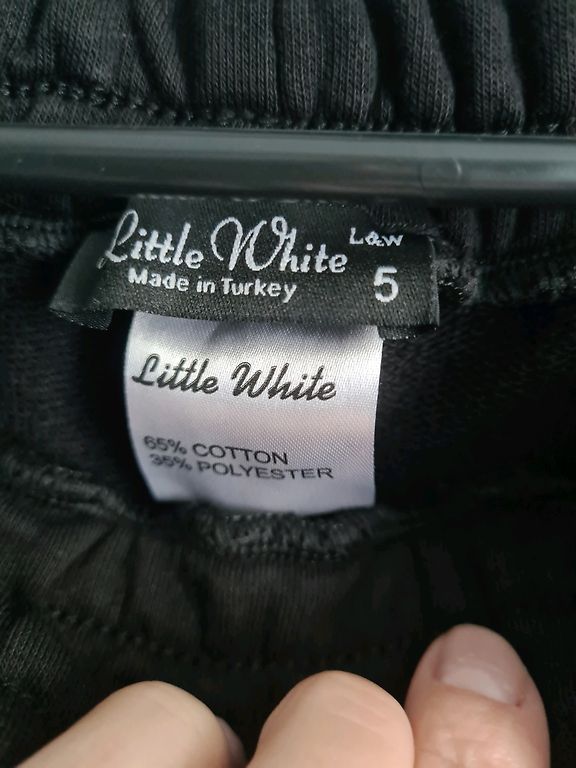 Little White L&W
Made in Turkey 5
Little White
65% COTTON
35% POLYESTER